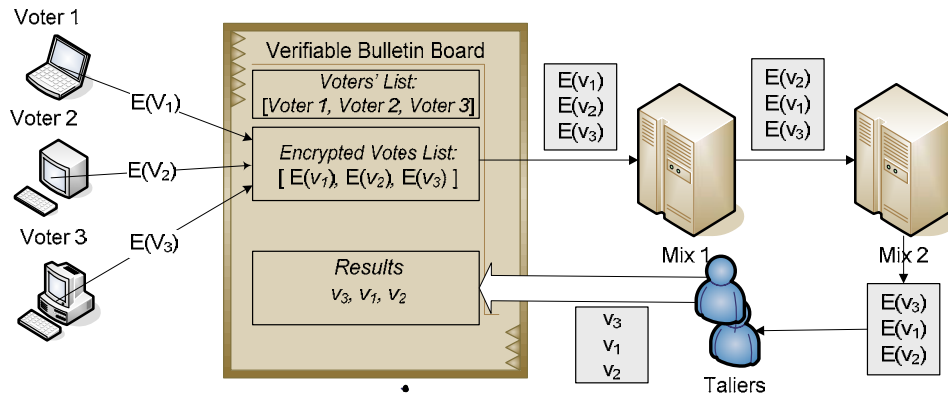 Voter 1
E(V₁)
Voter 2
E(V₂)
Voter 3
E(V₃)
Verifiable Bulletin Board
Voters' List:
[Voter 1, Voter 2, Voter 3]
Encrypted Votes List:
[ E(v₁), E(v₂), E(v₃) ]
Results
v₃, v₁, v₂
E(v₁)
E(v₂)
E(v₃)
Mix 1
E(v₂)
E(v₁)
E(v₃)
Mix 2
E(v₃)
E(v₁)
E(v₂)
Taliers
v₃
v₁
v₂